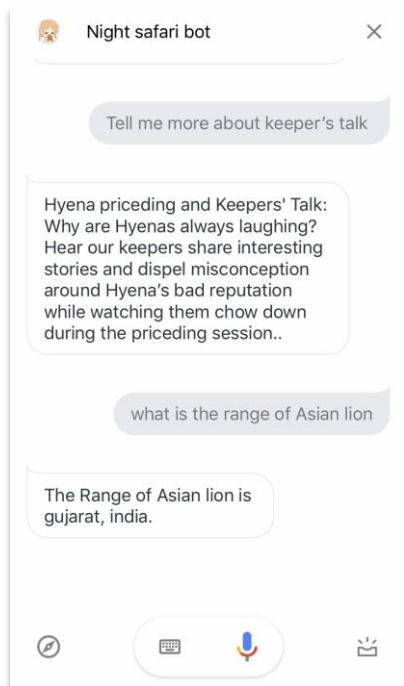 Night safari bot
Tell me more about keeper's talk
Hyena priceding and Keepers' Talk:
Why are Hyenas always laughing?
Hear our keepers share interesting
stories and dispel misconception
around Hyena's bad reputation
while watching them chow down
during the priceding session..
what is the range of Asian lion
The Range of Asian lion is
gujarat, india.